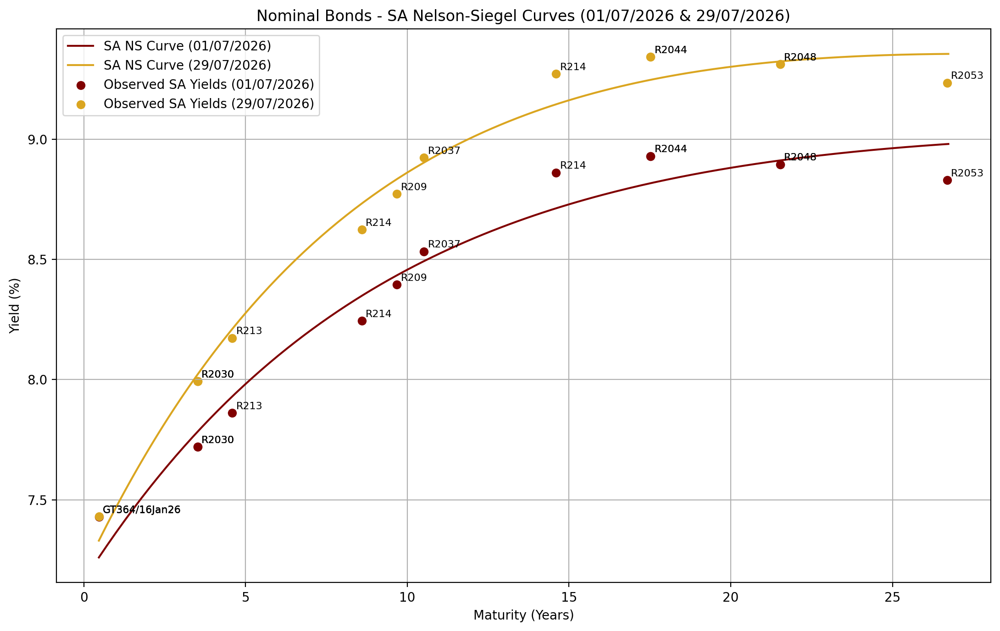 Nominal Bonds - SA Nelson-Siegel Curves (01/07/2026 & 29/07/2026)
SA NS Curve (01/07/2026)
SA NS Curve (29/07/2026)
Observed SA Yields (01/07/2026)
Observed SA Yields (29/07/2026)
R2044
R2048
R214
R2053
9.0
R2037
R2044
R2048
R214
R2053
R209
R214
8.5
R2037
R209
R214
R213
8.0
R2030
R213
R2030
7.5
GT364/16Jan26
Yield (%)
0
5
10
15
20
25
Maturity (Years)